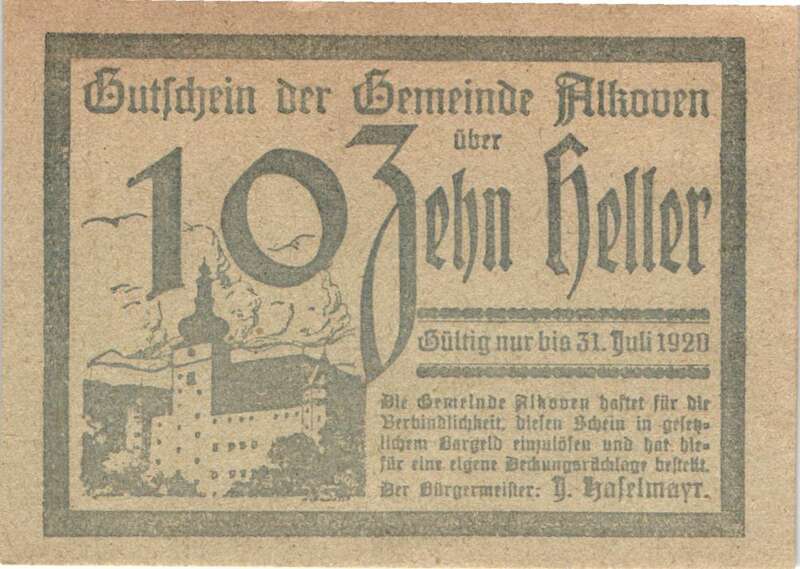 Gutschein der Gemeinde Alkoven
über
10 Zehn Heller
Gültig nur bis 31. Juli 1920
Die Gemeinde Alkoven haftet für die
Verbindlichkeit, diesen Schein in gesetz-
lichem Bargeld einzulösen und hat hie-
für eine eigene Deckungsrücklage bestellt.
Der Bürgermeister: J. Haselmayr.